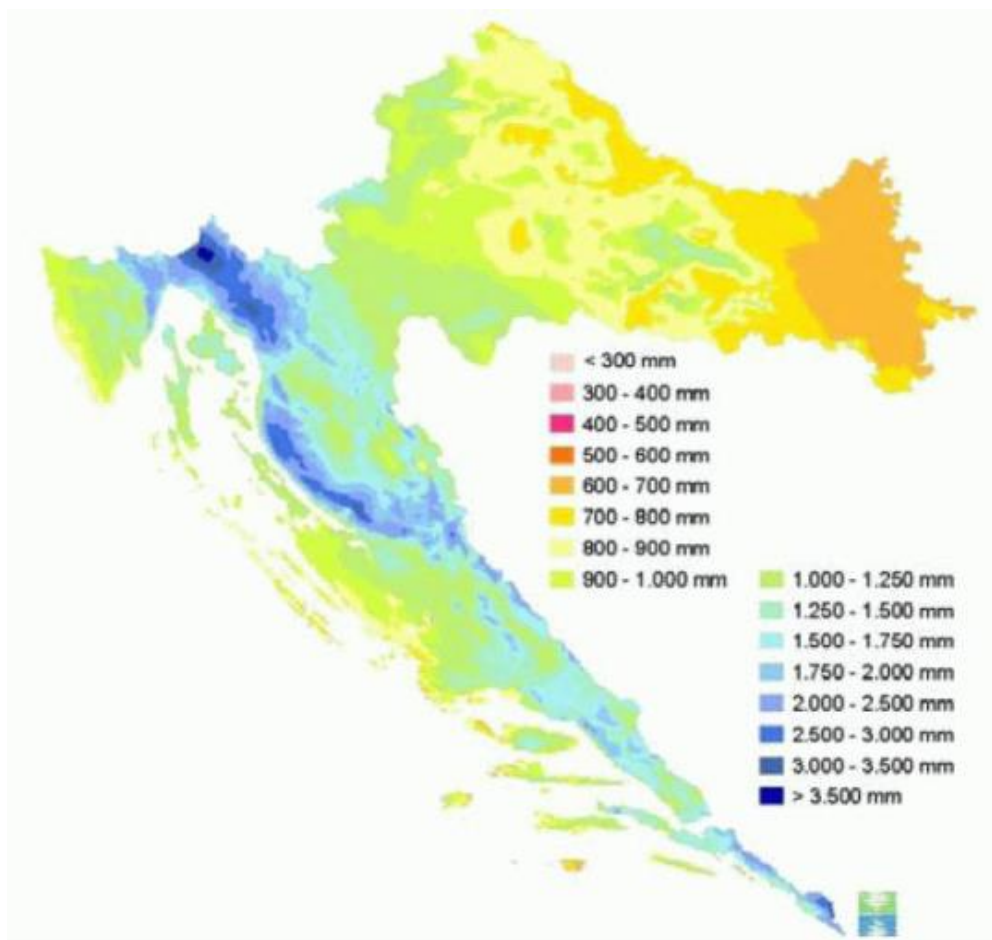 < 300 mm
300 - 400 mm
400 - 500 mm
500 - 600 mm
600 - 700 mm
700 - 800 mm
800 - 900 mm
900 - 1.000 mm
1.000 - 1.250 mm
1.250 - 1.500 mm
1.500 - 1.750 mm
1.750 - 2.000 mm
2.000 - 2.500 mm
2.500 - 3.000 mm
3.000 - 3.500 mm
> 3.500 mm